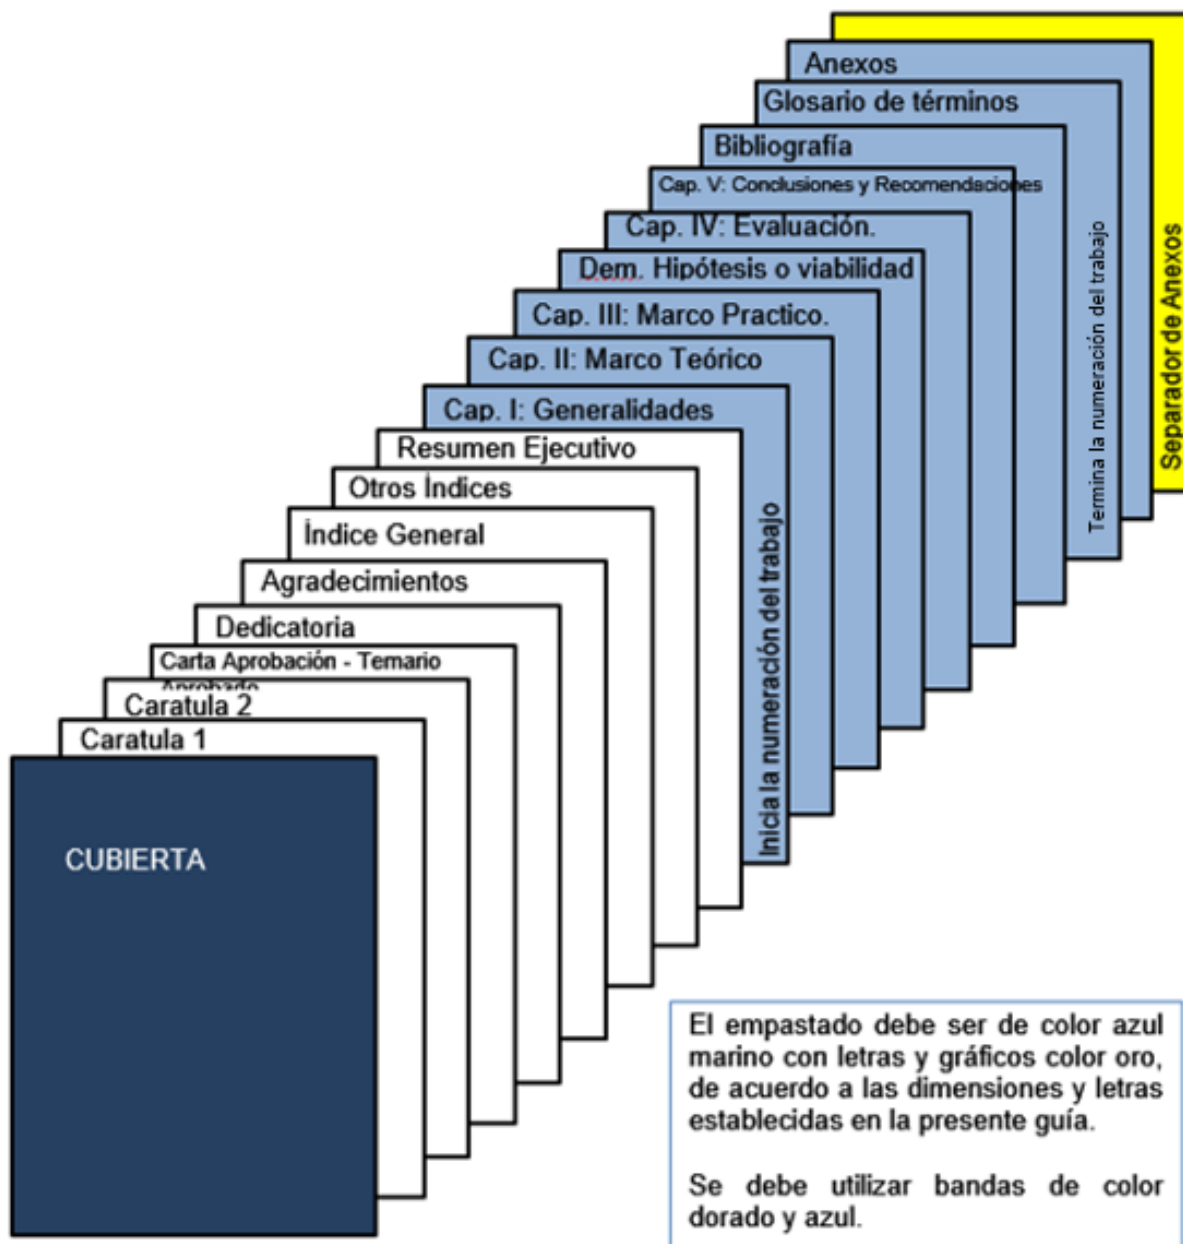 Anexos
Glosario de términos
Bibliografía
Cap. V: Conclusiones y Recomendaciones
Cap. IV: Evaluación.
Dem. Hipótesis o viabilidad
Cap. III: Marco Practico.
Cap. II: Marco Teórico
Cap. I: Generalidades
Resumen Ejecutivo
Otros Índices
Índice General
Agradecimientos
Dedicatoria
Carta Aprobación - Temario
Aprobado
Caratula 2
Caratula 1
CUBIERTA
Inicia la numeración del trabajo
Termina la numeración del trabajo
Separador de Anexos
El empastado debe ser de color azul
marino con letras y gráficos color oro,
de acuerdo a las dimensiones y letras
establecidas en la presente guía.
Se debe utilizar bandas de color
dorado y azul.